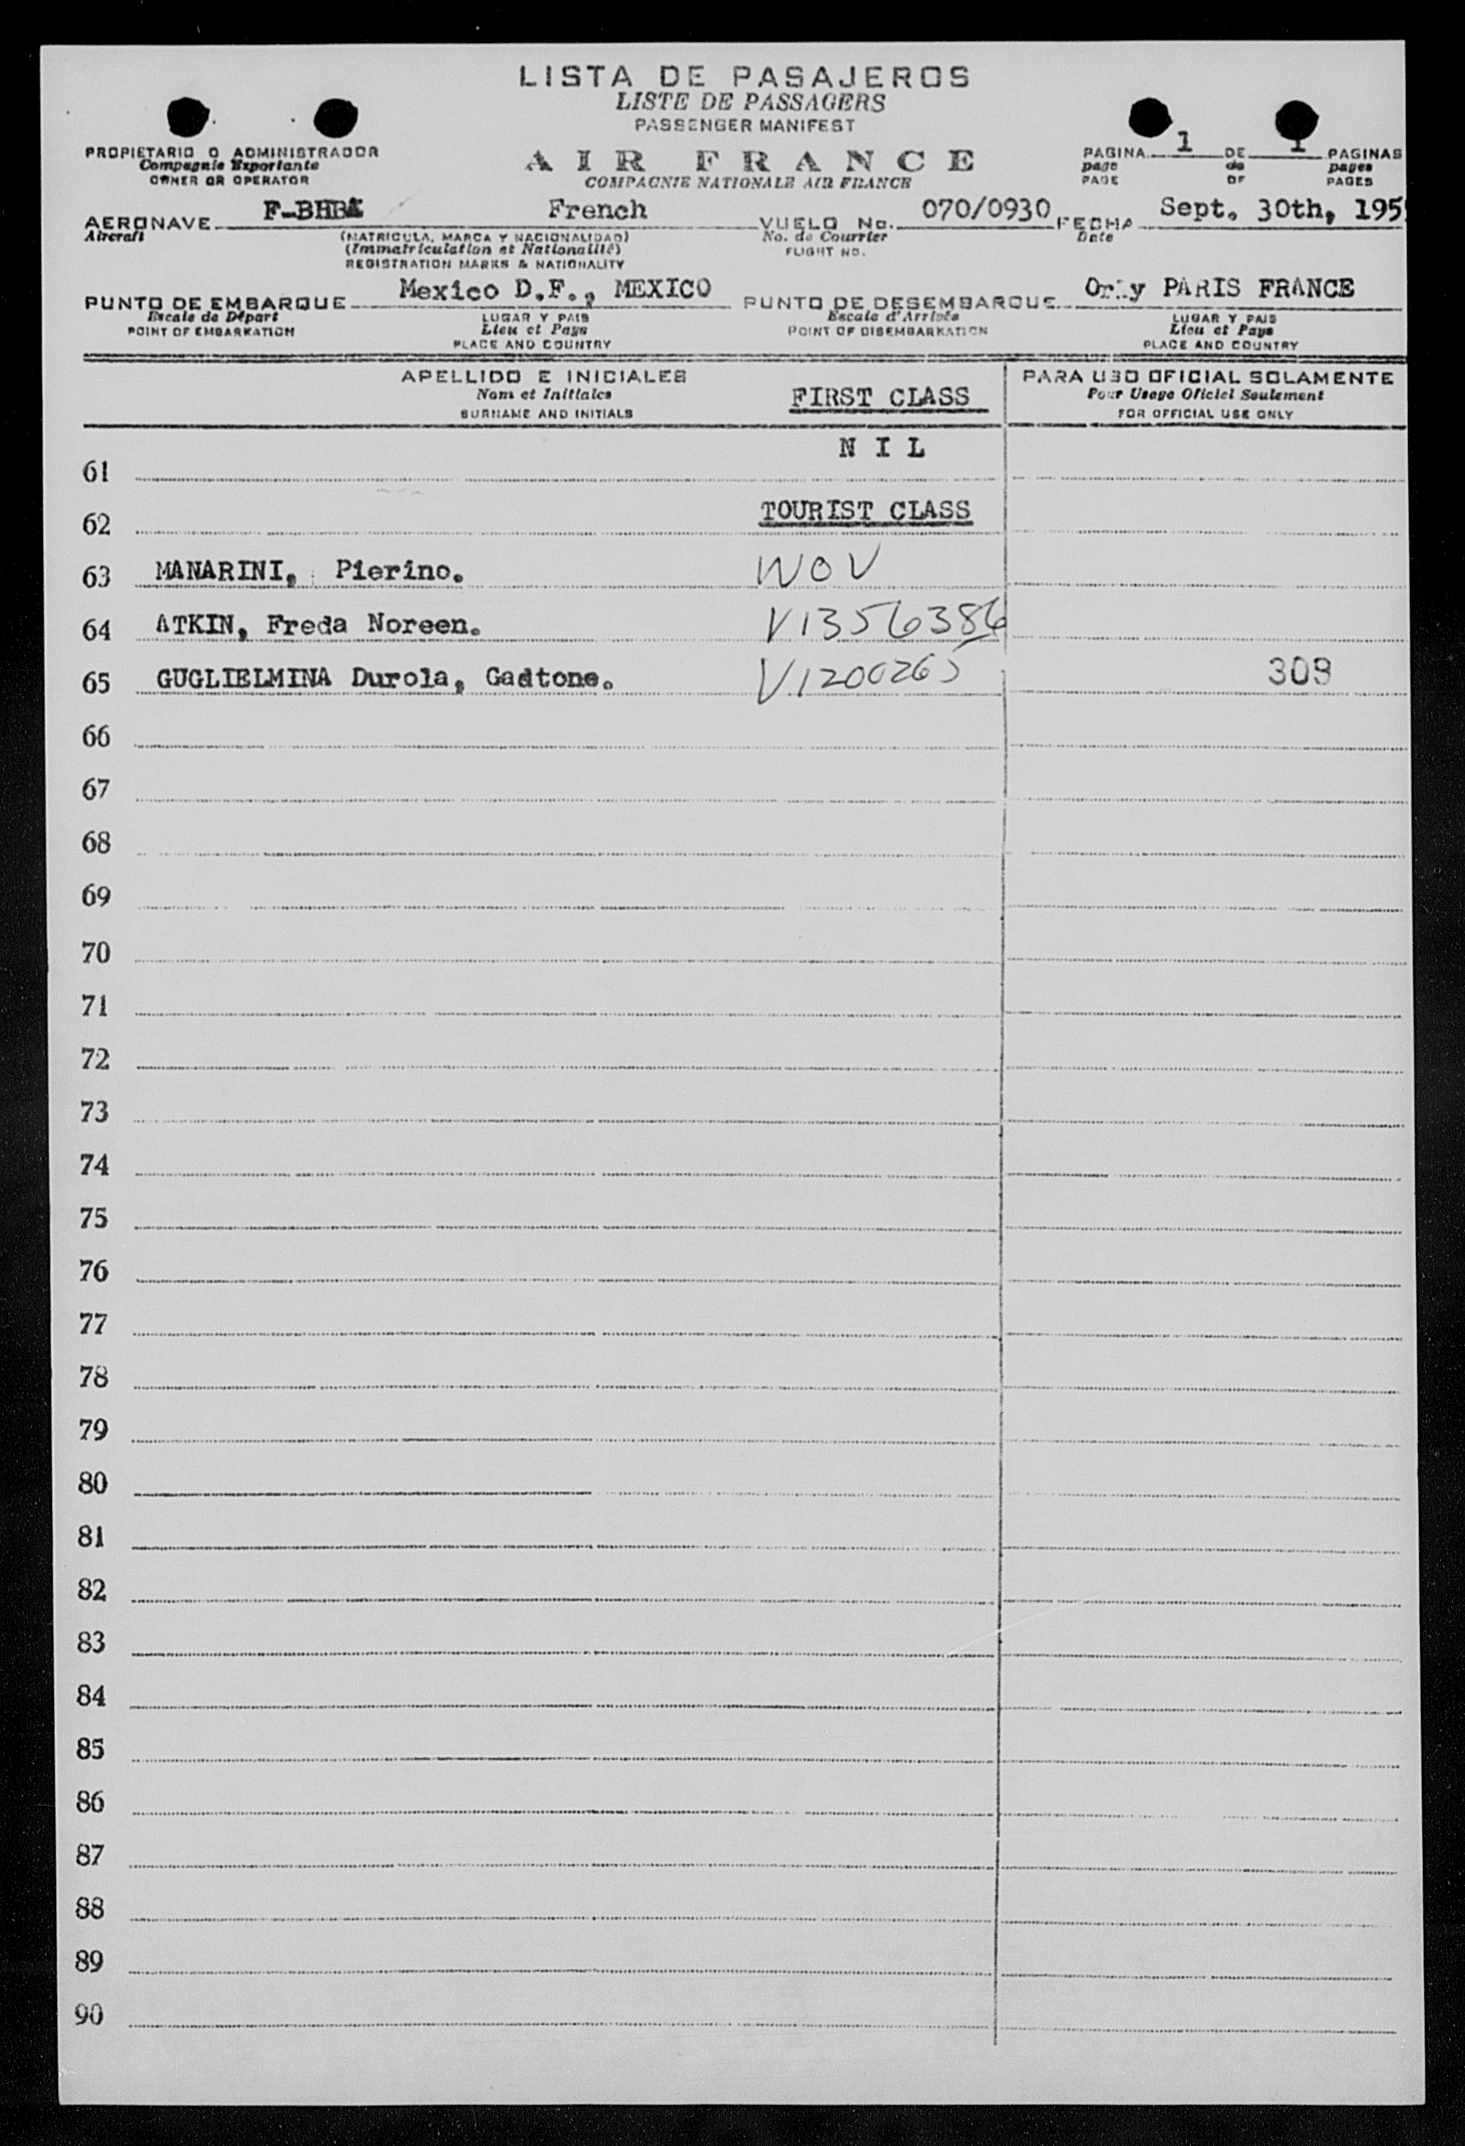 LISTA DE PASAJEROS
LISTE DE PASSAGERS
PASSENGER MANIFEST
AIR FRANCE
COMPAGNIE NATIONALE AIR FRANCE
PROPIETARIO O ADMINISTRADOR
Compagnie Exportante
OWNER OR OPERATOR
PAGINA 1 DE 1 PAGINAS
page de pages
PAGE OF PAGES
AERONAVE French VUELO No. 070/0930 FECHA Sept. 30th, 195
Aircraft (MATRICULA, MARCA Y NACIONALIDAD) No. de Courrier Date
(Immatriculation et Nationalité) FLIGHT NO.
REGISTRATION MARKS & NATIONALITY
PUNTO DE EMBARQUE Mexico D.F., MEXICO PUNTO DE DESEMBARQUE Orly PARIS FRANCE
Escale de Départ LUGAR Y PAIS Escale d'Arrivée LUGAR Y PAIS
POINT OF EMBARKATION Lieu et Pays POINT OF DISEMBARKATION Lieu et Pays
PLACE AND COUNTRY PLACE AND COUNTRY
APELLIDO E INICIALES PARA USO OFICIAL SOLAMENTE
Nom et Initiales FIRST CLASS Pour Usage Oficiel Seulement
SURNAME AND INITIALS FOR OFFICIAL USE ONLY
61 N I L
62 TOURIST CLASS
63 MANARINI, Pierino. WOV
64 ATKIN, Freda Noreen. V1356386
65 GUGLIELMINA Durola, Gadtone. V1200265 309
66
67
68
69
70
71
72
73
74
75
76
77
78
79
80
81
82
83
84
85
86
87
88
89
90